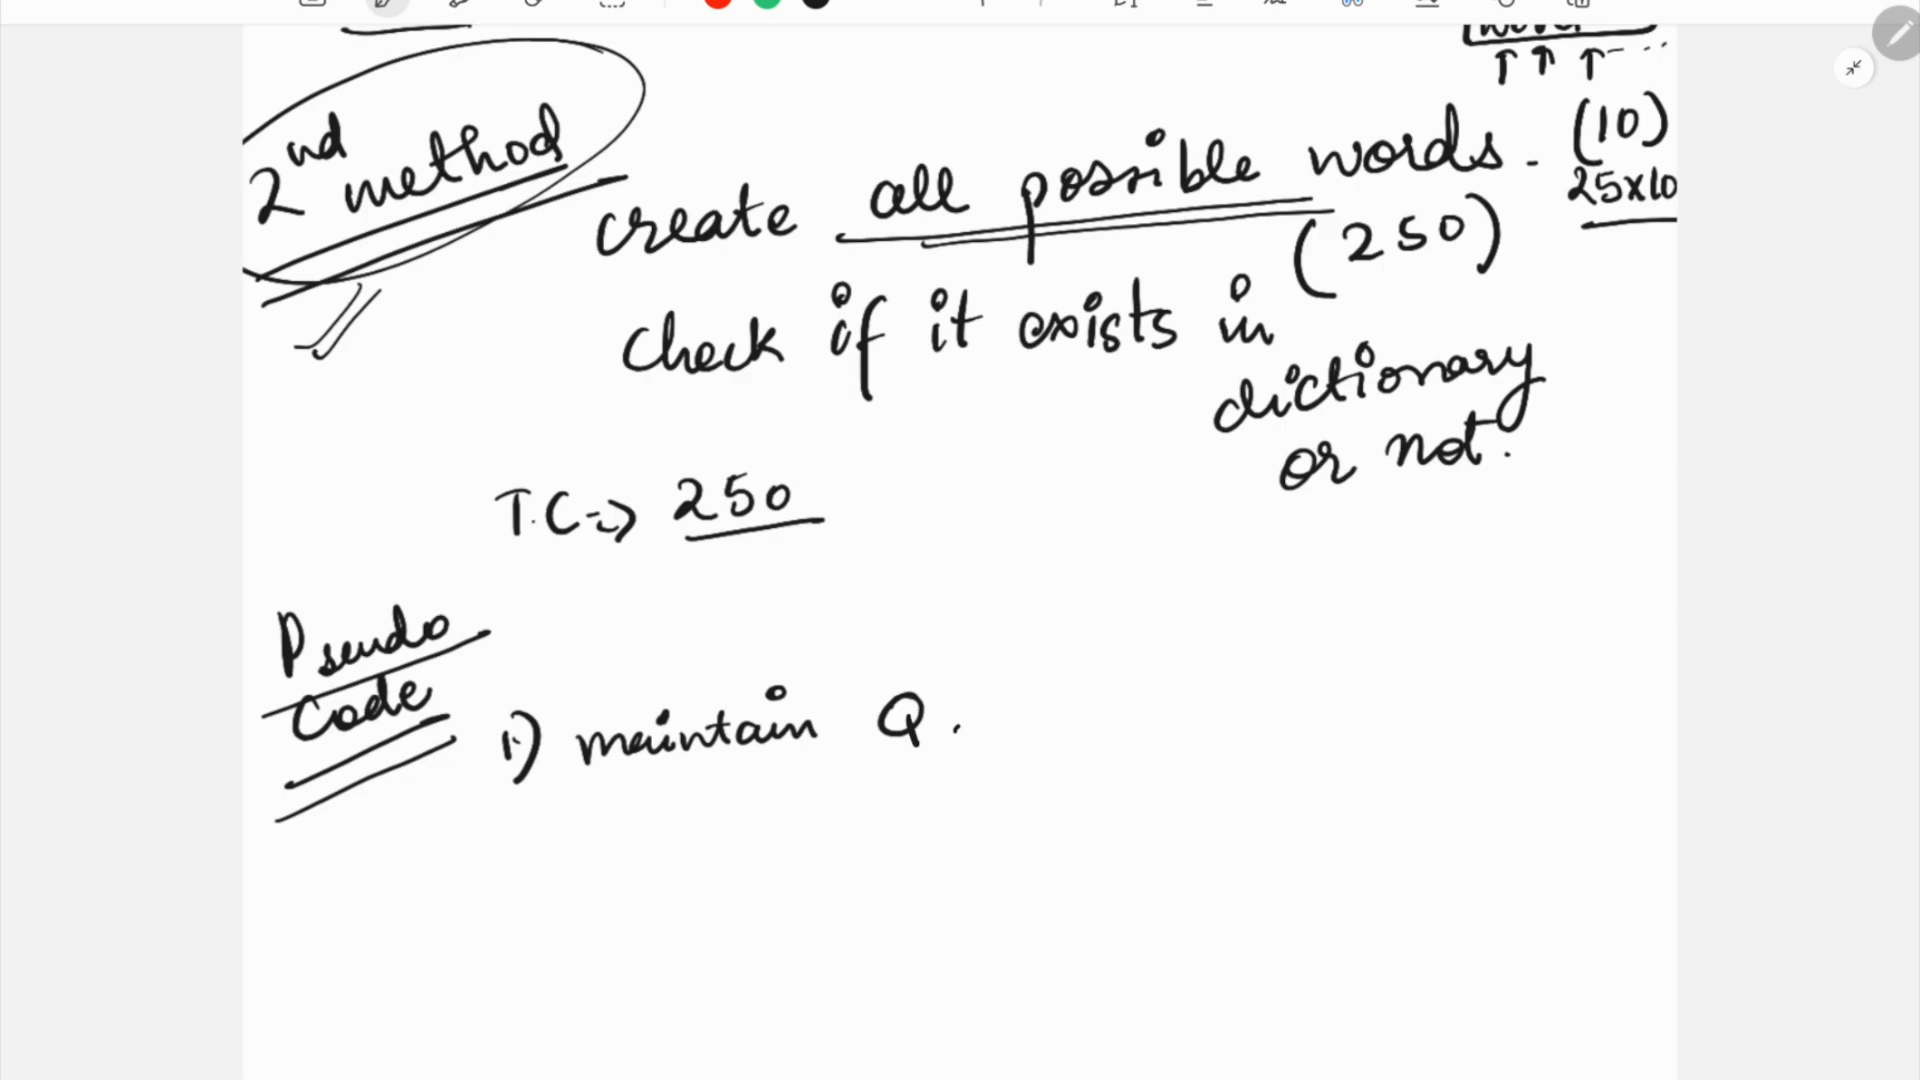 2nd method
create all possible words. (10)
25x10
(250)
check if it exists in
dictionary
or not.
T.C => 250
Pseudo
Code
1) maintain Q.